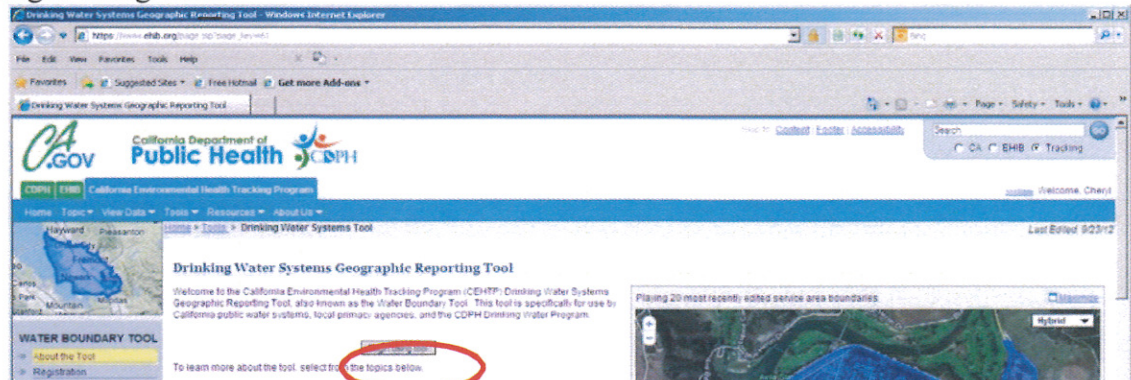 Drinking Water Systems Geographic Reporting Tool - Windows Internet Explorer
File Edit View Favorites Tools Help
Favorites Suggested Sites Free Hotmail Get more Add-ons
Drinking Water Systems Geographic Reporting Tool
Page Safety Tools
CA.GOV
California Department of
Public Health CDPH
Content | Footer | Accessibility
Search GO
CA EHIB Tracking
CDPH EHIB California Environmental Health Tracking Program
Welcome, Cheryl
Home Topic View Data Tools Resources About Us
Home > Tools > Drinking Water Systems Tool
Last Edited: 9/23/12
Hayward Pleasanton
Fremont
Newark
Mountain Milpitas
Drinking Water Systems Geographic Reporting Tool
Welcome to the California Environmental Health Tracking Program (CEHTP) Drinking Water Systems
Geographic Reporting Tool, also known as the Water Boundary Tool. This tool is specifically for use by
California public water systems, local primacy agencies, and the CDPH Drinking Water Program.
Playing 20 most recently edited service area boundaries Maximize
Hybrid
WATER BOUNDARY TOOL
About the Tool
Registration
To learn more about the tool, select from the topics below.